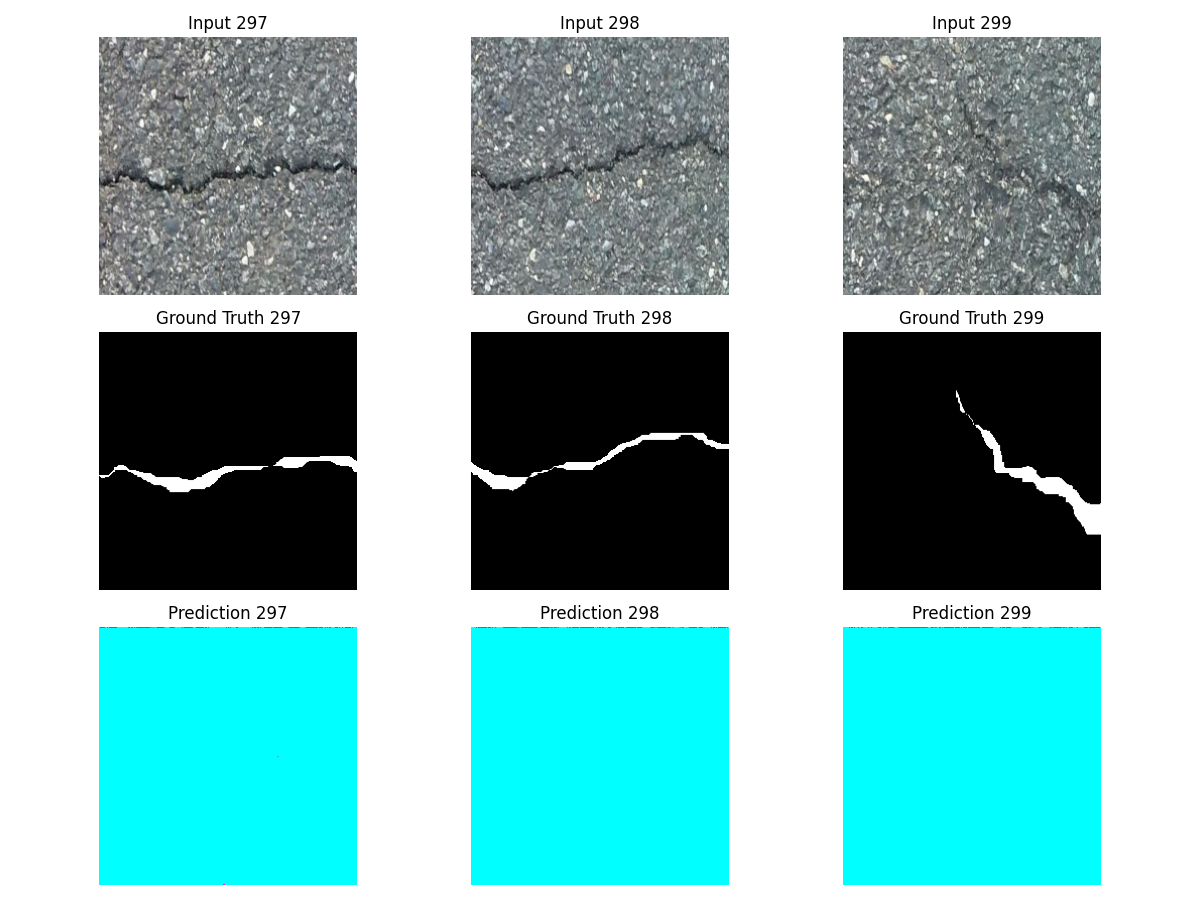 Input 297
Input 298
Input 299
Ground Truth 297
Ground Truth 298
Ground Truth 299
Prediction 297
Prediction 298
Prediction 299